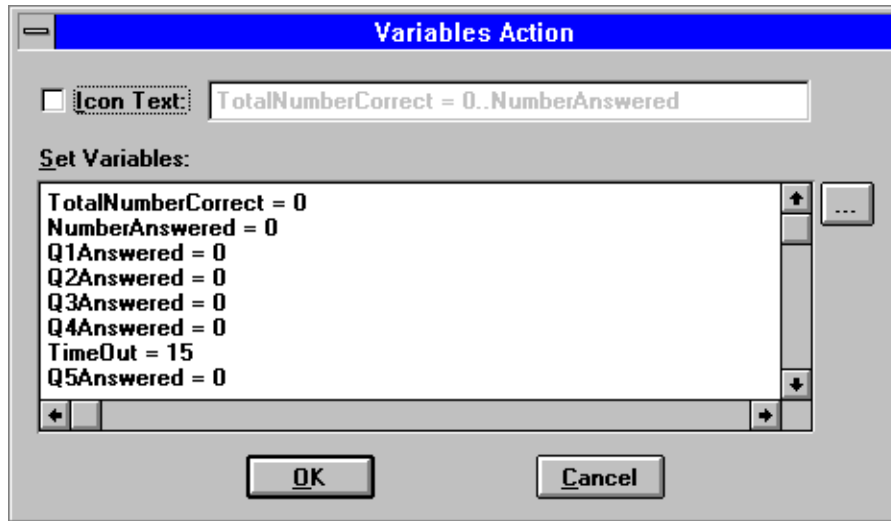 Variables Action
Icon Text: TotalNumberCorrect = 0..NumberAnswered
Set Variables:
TotalNumberCorrect = 0
NumberAnswered = 0
Q1Answered = 0
Q2Answered = 0
Q3Answered = 0
Q4Answered = 0
TimeOut = 15
Q5Answered = 0
...
OK Cancel